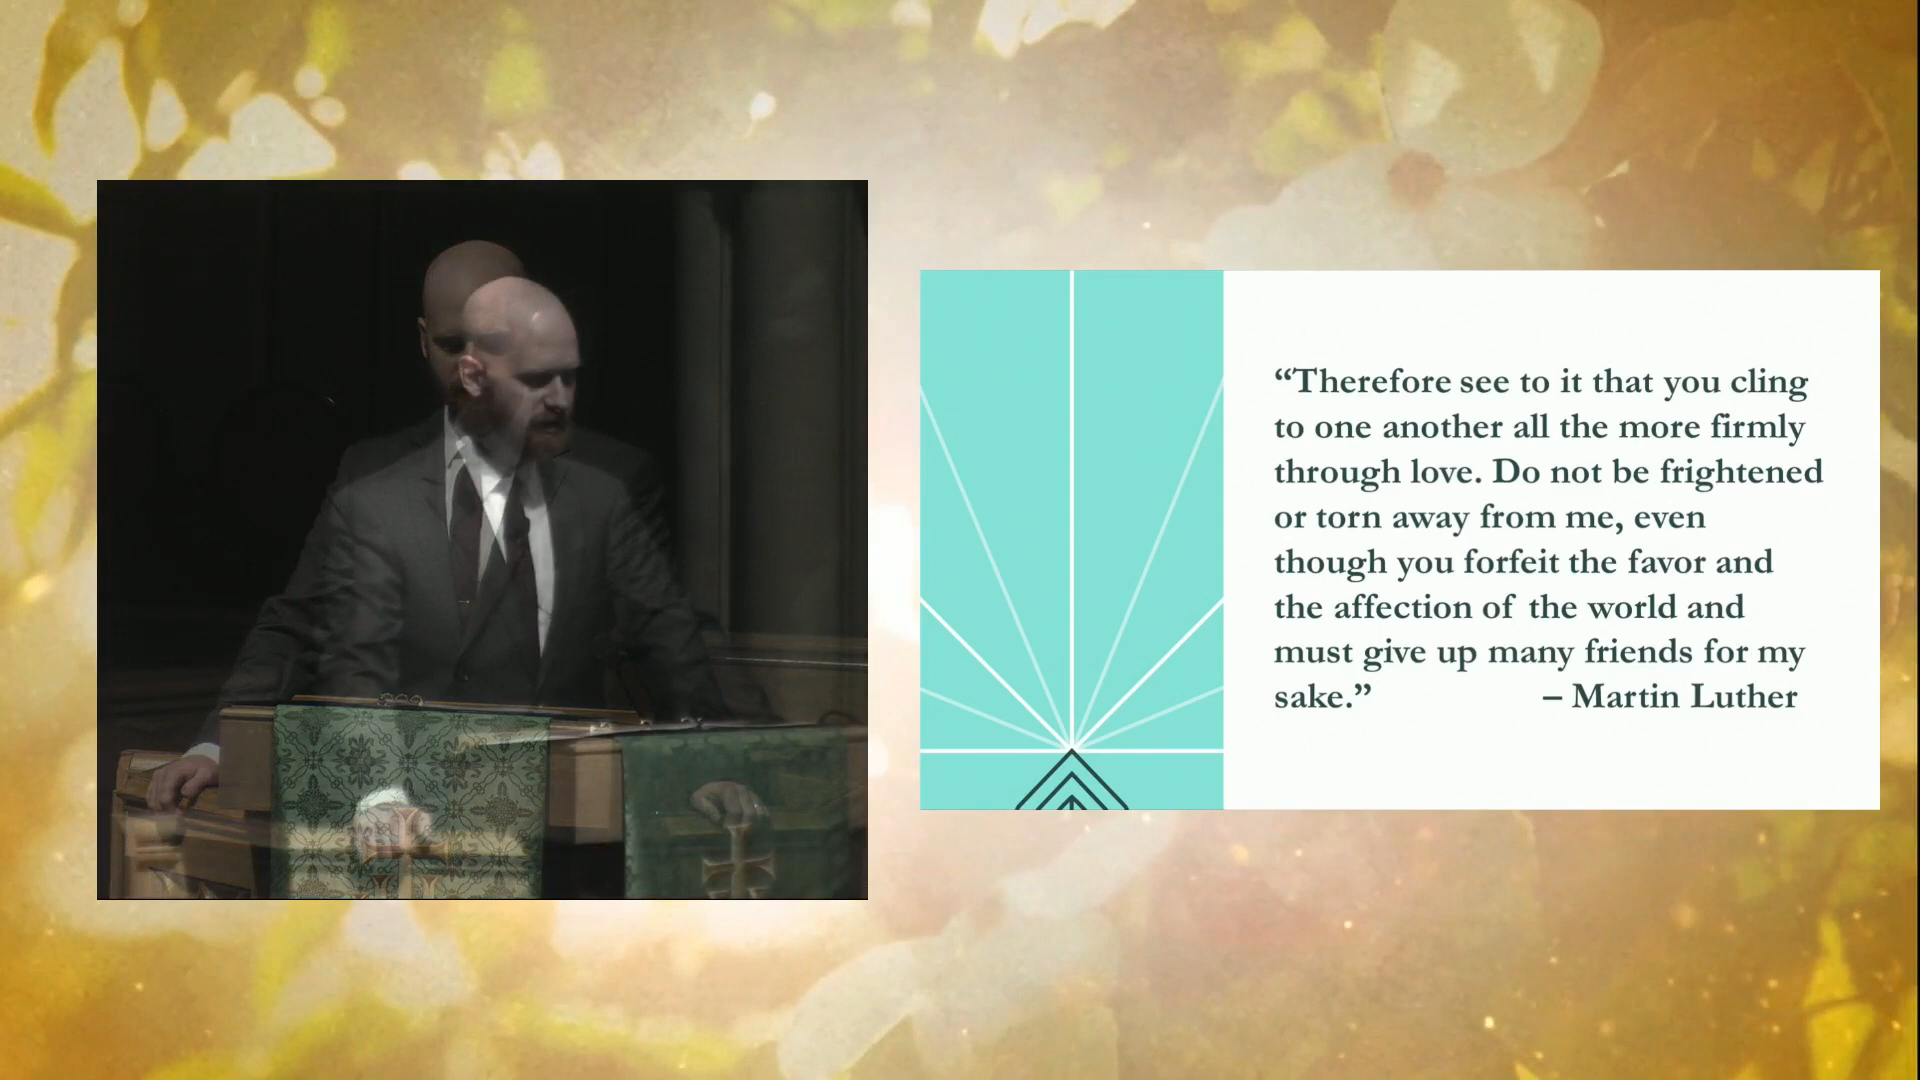 “Therefore see to it that you cling
to one another all the more firmly
through love. Do not be frightened
or torn away from me, even
though you forfeit the favor and
the affection of the world and
must give up many friends for my
sake.” – Martin Luther